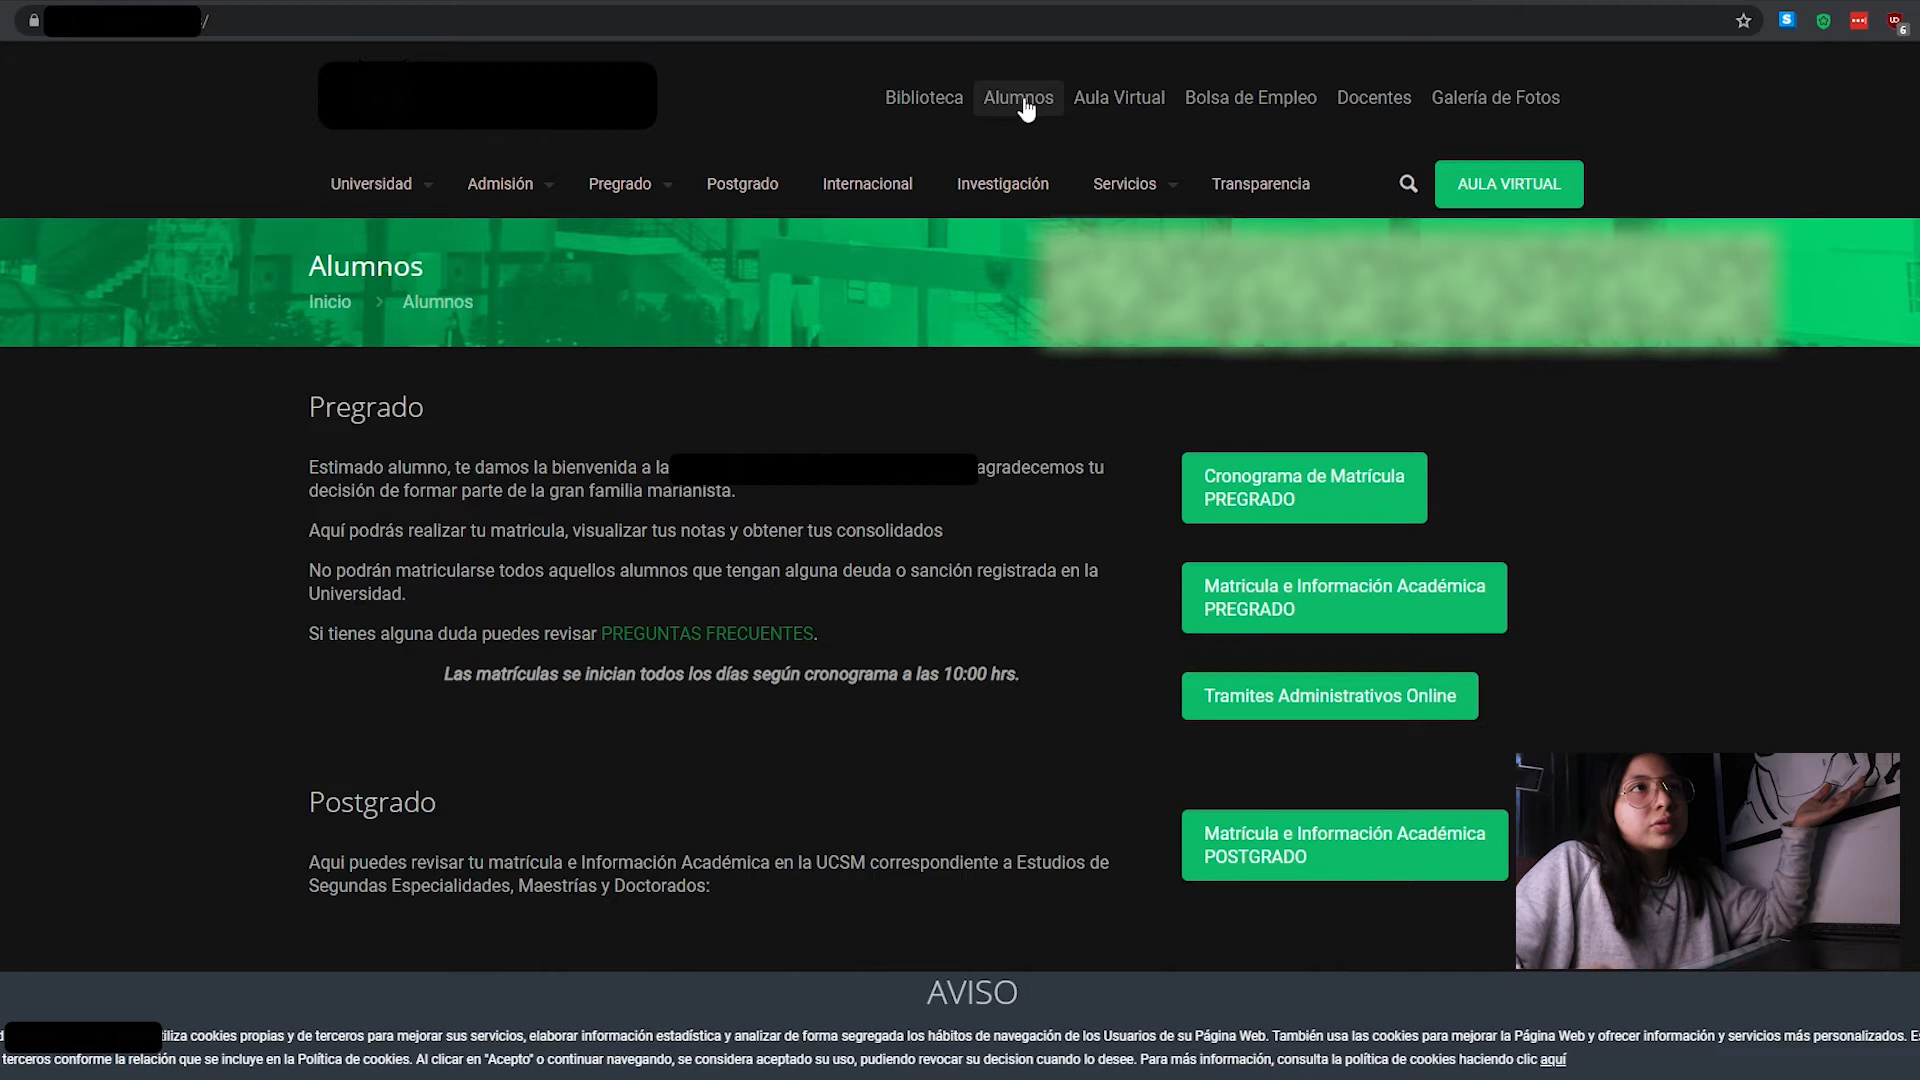 /
S
UD
6
Biblioteca Alumnos Aula Virtual Bolsa de Empleo Docentes Galería de Fotos
Universidad Admisión Pregrado Postgrado Internacional Investigación Servicios Transparencia AULA VIRTUAL
Alumnos
Inicio > Alumnos
Pregrado
Estimado alumno, te damos la bienvenida a la agradecemos tu
decisión de formar parte de la gran familia marianista.
Aquí podrás realizar tu matricula, visualizar tus notas y obtener tus consolidados
No podrán matricularse todos aquellos alumnos que tengan alguna deuda o sanción registrada en la
Universidad.
Si tienes alguna duda puedes revisar PREGUNTAS FRECUENTES.
Las matrículas se inician todos los días según cronograma a las 10:00 hrs.
Cronograma de Matrícula
PREGRADO
Matricula e Información Académica
PREGRADO
Tramites Administrativos Online
Postgrado
Aqui puedes revisar tu matrícula e Información Académica en la UCSM correspondiente a Estudios de
Segundas Especialidades, Maestrías y Doctorados:
Matrícula e Información Académica
POSTGRADO
AVISO
iliza cookies propias y de terceros para mejorar sus servicios, elaborar información estadística y analizar de forma segregada los hábitos de navegación de los Usuarios de su Página Web. También usa las cookies para mejorar la Página Web y ofrecer información y servicios más personalizados. Es
terceros conforme la relación que se incluye en la Política de cookies. Al clicar en "Acepto" o continuar navegando, se considera aceptado su uso, pudiendo revocar su decision cuando lo desee. Para más información, consulta la política de cookies haciendo clic aquí